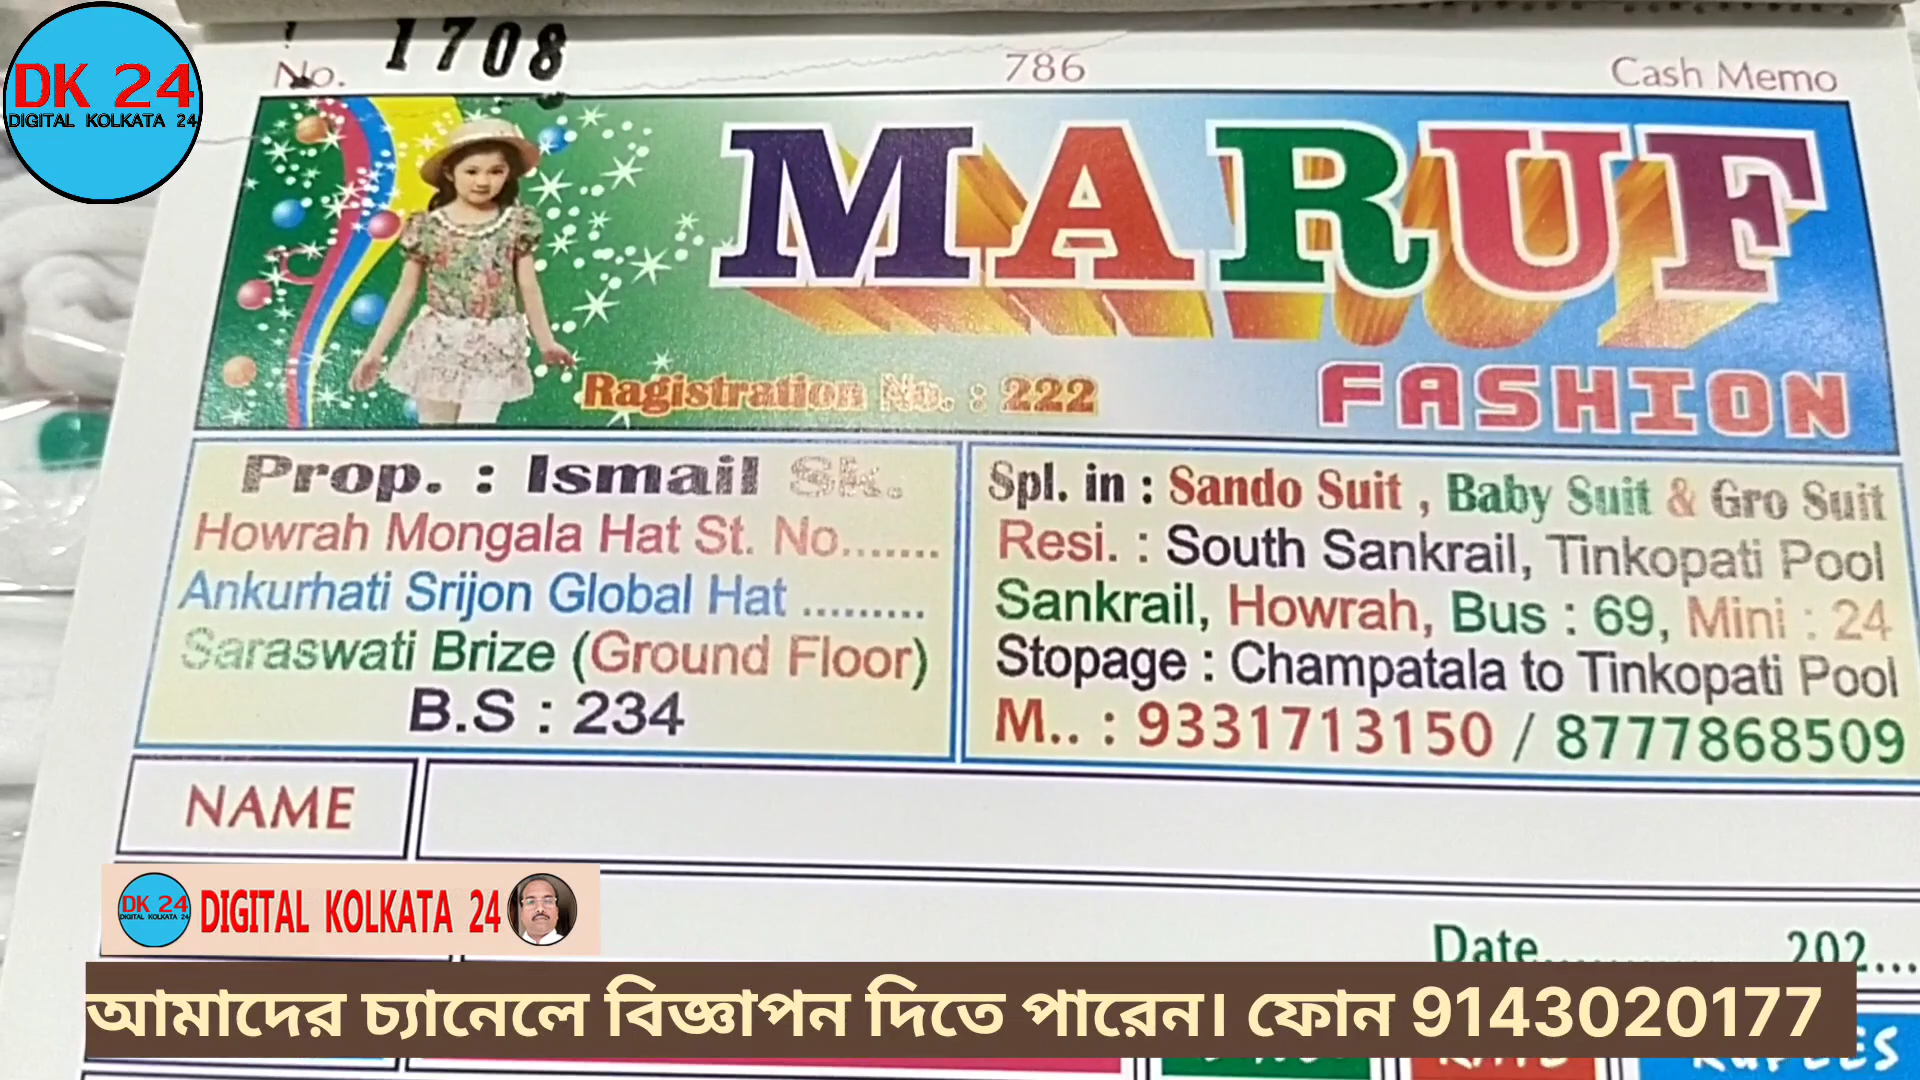 DK 24
DIGITAL KOLKATA 24
No. 1708
786
Cash Memo
MARUF
FASHION
Ragistration No. : 222
Prop. : Ismail Sk.
Howrah Mongala Hat St. No.......
Ankurhati Srijon Global Hat .........
Saraswati Brize (Ground Floor)
B.S : 234
Spl. in : Sando Suit , Baby Suit & Gro Suit
Resi. : South Sankrail, Tinkopati Pool
Sankrail, Howrah, Bus : 69, Mini : 24
Stopage : Champatala to Tinkopati Pool
M.. : 9331713150 / 8777868509
NAME
DK 24
DIGITAL KOLKATA 24
DIGITAL KOLKATA 24
Date.................202...
আমাদের চ্যানেলে বিজ্ঞাপন দিতে পারেন। ফোন 9143020177